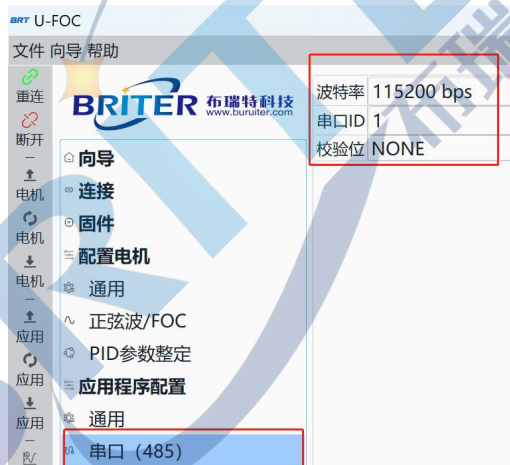 BRT U-FOC
文件 向导 帮助
重连
断开
电机
电机
电机
应用
应用
应用
BRITER 布瑞特科技
www.buruiter.com
向导
连接
固件
配置电机
通用
正弦波/FOC
PID参数整定
应用程序配置
通用
串口（485）
波特率 115200 bps
串口ID 1
校验位 NONE
布瑞